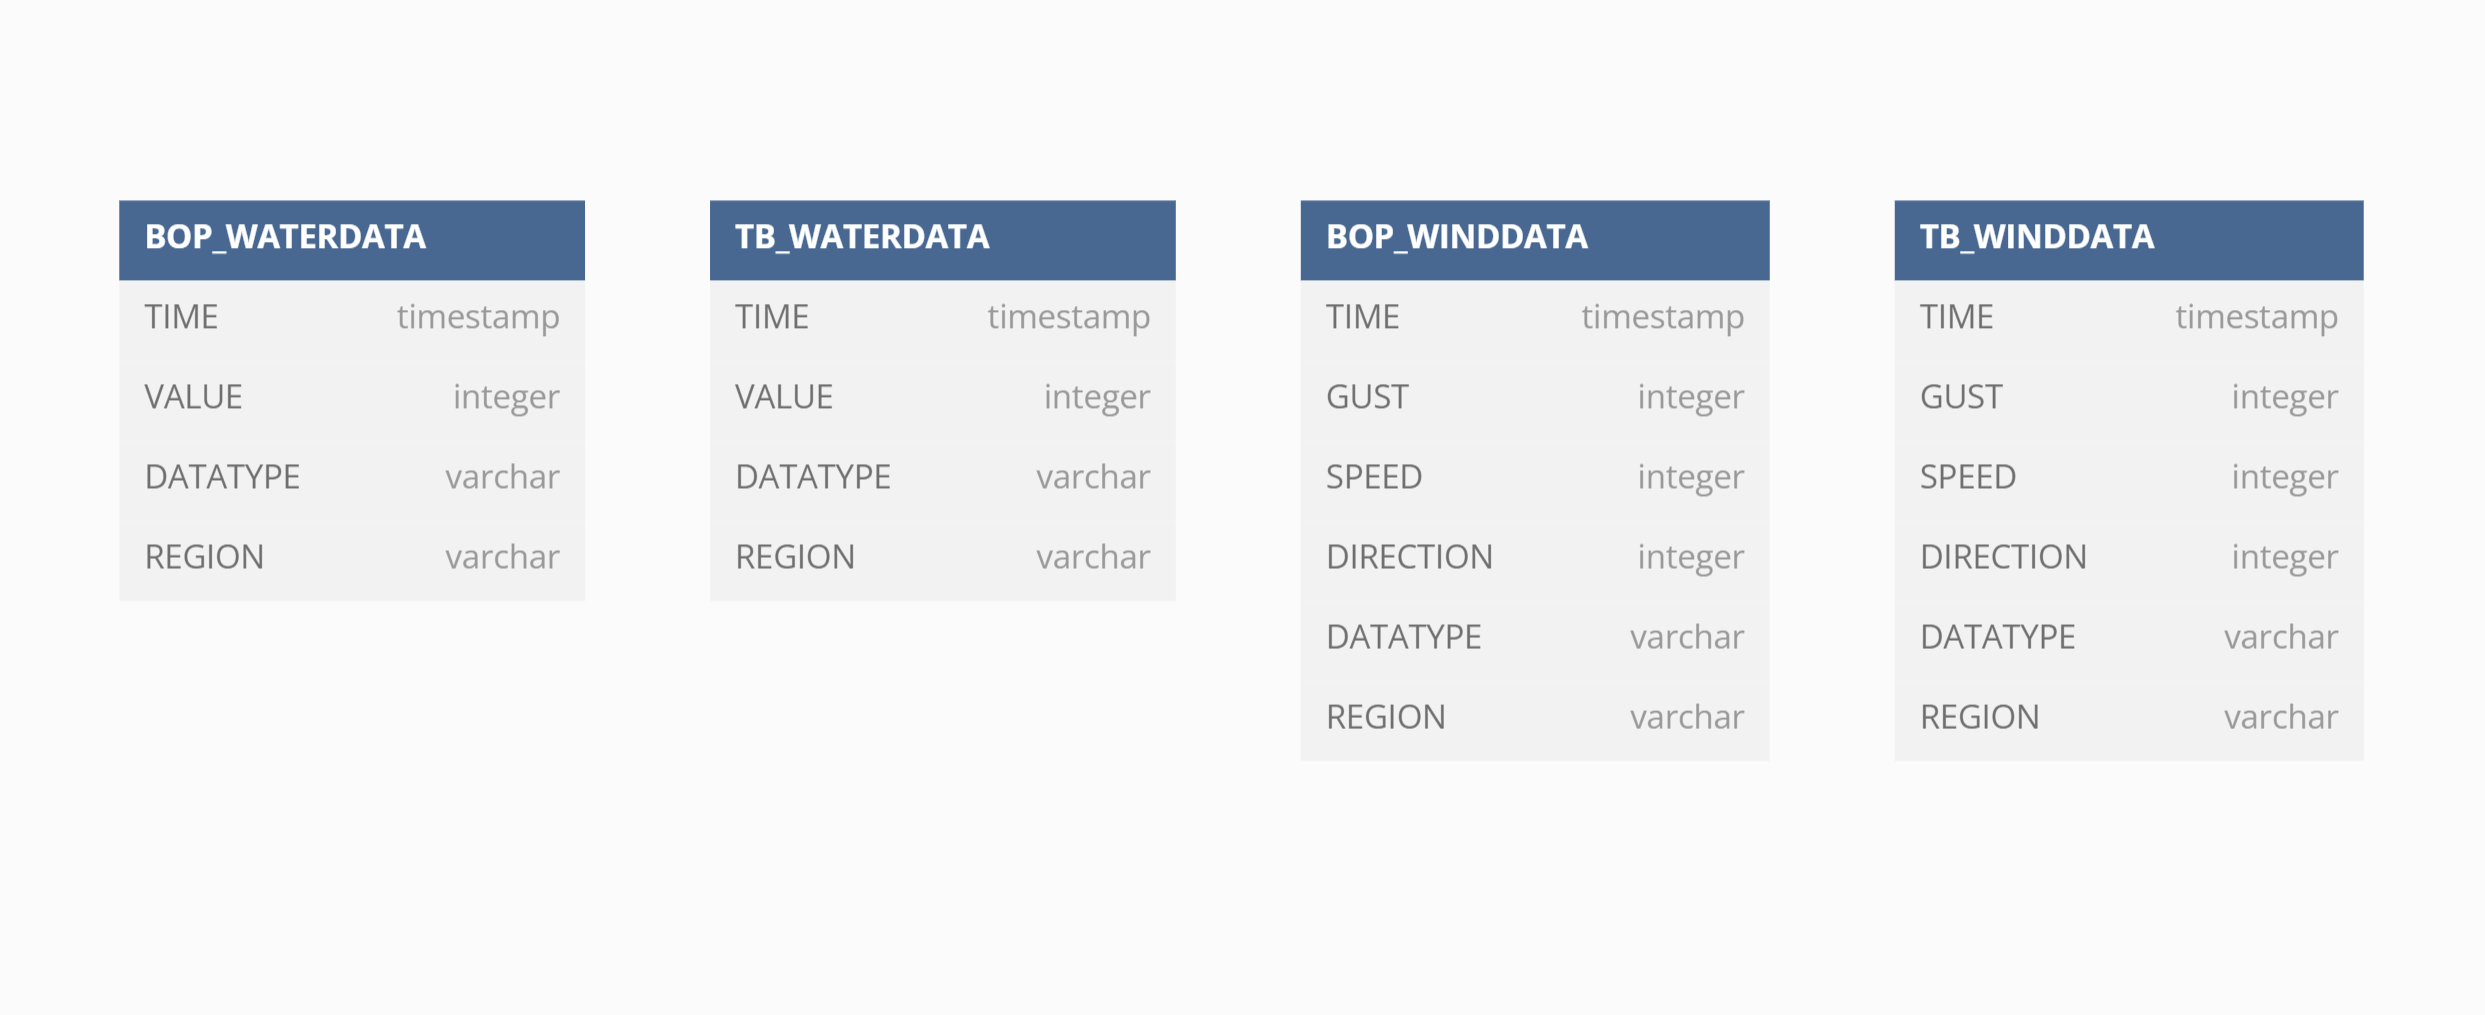 BOP_WATERDATA
TIME timestamp
VALUE integer
DATATYPE varchar
REGION varchar
TB_WATERDATA
TIME timestamp
VALUE integer
DATATYPE varchar
REGION varchar
BOP_WINDDATA
TIME timestamp
GUST integer
SPEED integer
DIRECTION integer
DATATYPE varchar
REGION varchar
TB_WINDDATA
TIME timestamp
GUST integer
SPEED integer
DIRECTION integer
DATATYPE varchar
REGION varchar